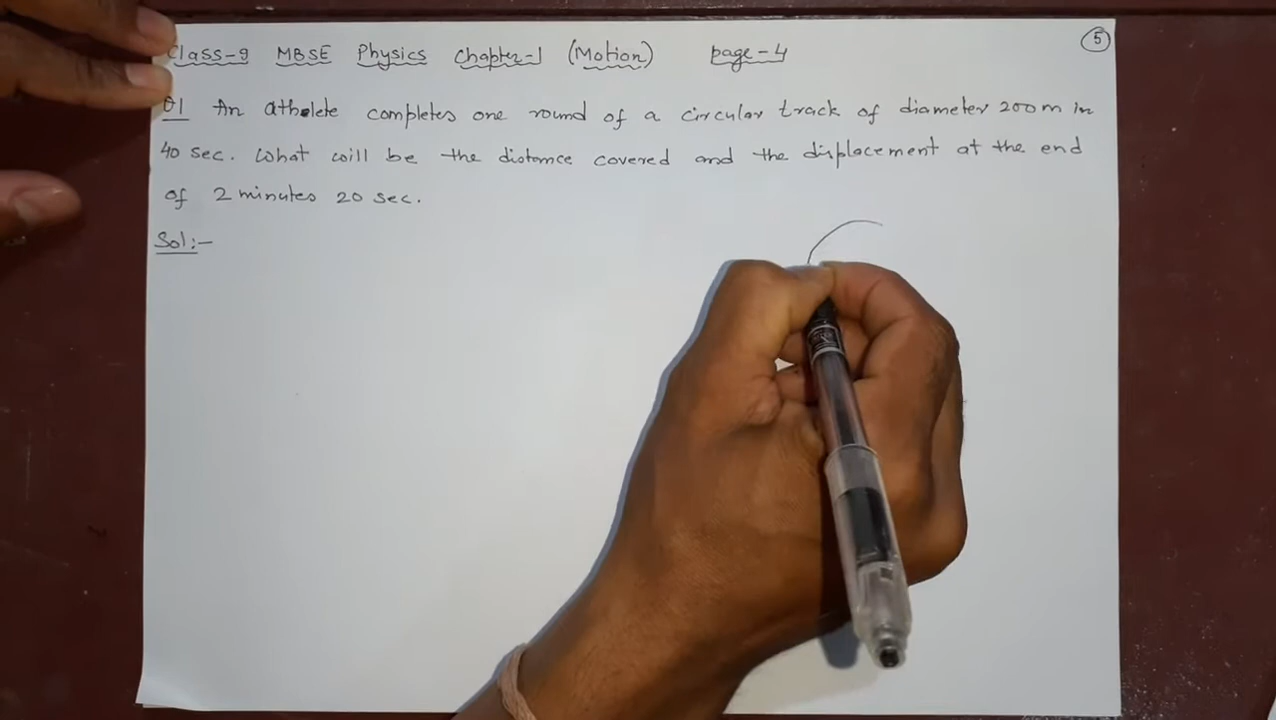 Class-9 MBSE Physics Chapter-1 (Motion) page-4
5
Q1 An athelete completes one round of a circular track of diameter 200m in
40 sec. What will be the distance covered and the displacement at the end
of 2 minutes 20 sec.
Sol:-